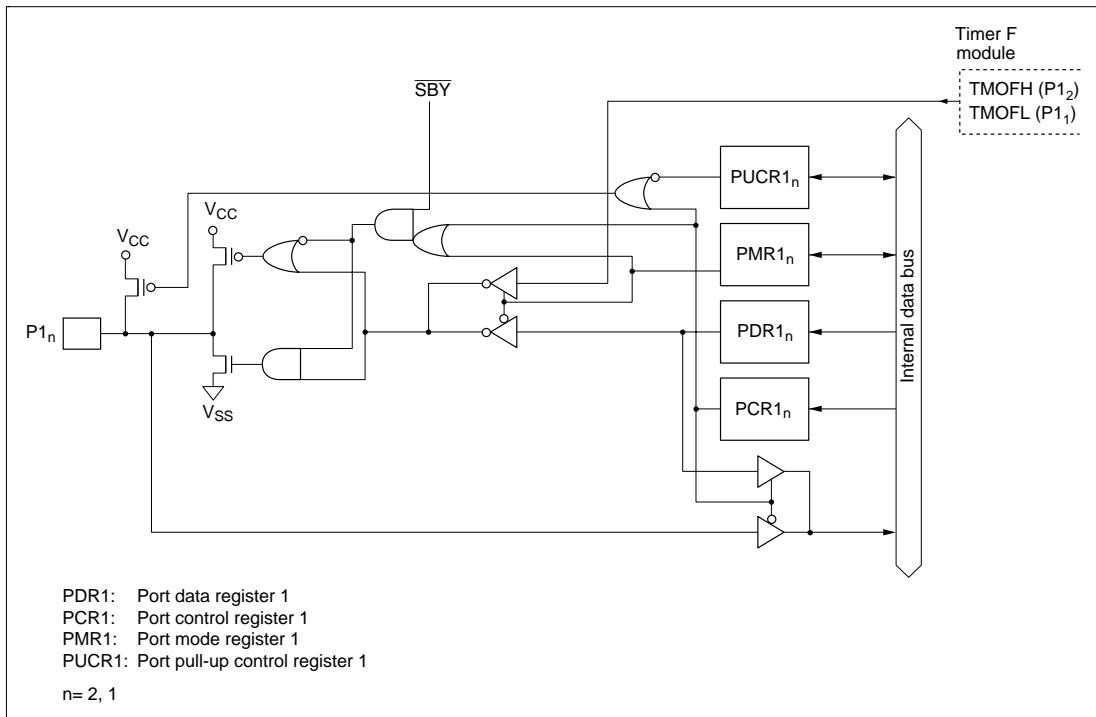 Timer F
module
TMOFH (P1₂)
TMOFL (P1₁)
S̅B̅Y̅
PUCR1ₙ
V_CC
V_CC
PMR1ₙ
P1ₙ
PDR1ₙ
Internal data bus
V_SS
PCR1ₙ
PDR1: Port data register 1
PCR1: Port control register 1
PMR1: Port mode register 1
PUCR1: Port pull-up control register 1
n= 2, 1